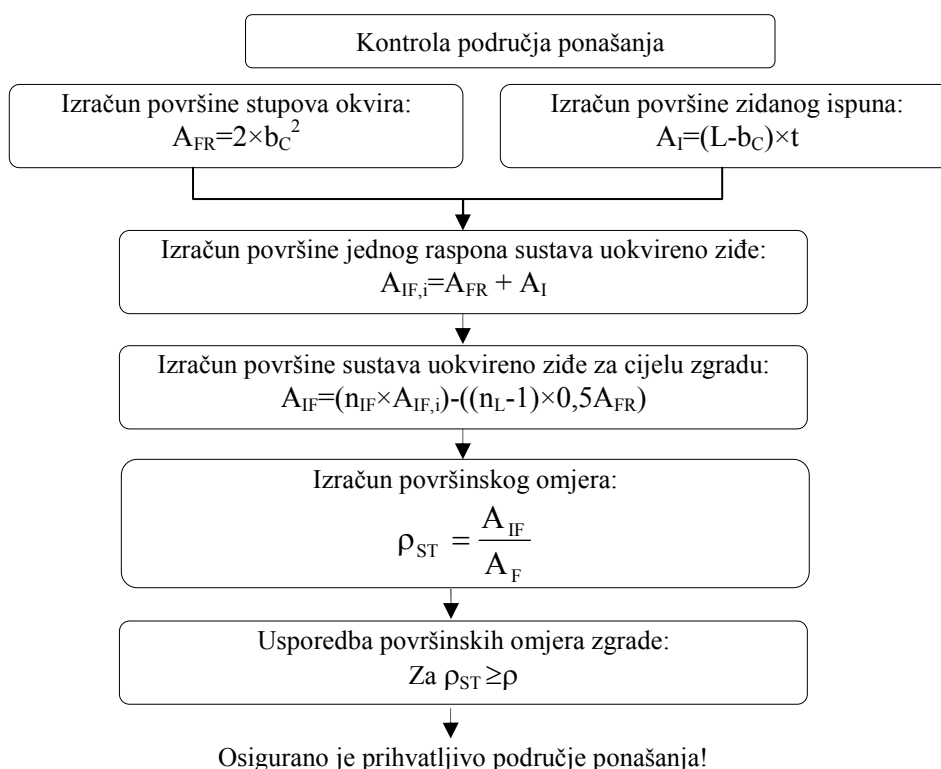 Kontrola područja ponašanja
Izračun površine stupova okvira:
A_FR=2×b_C²
Izračun površine zidanog ispuna:
A_I=(L-b_C)×t
Izračun površine jednog raspona sustava uokvireno ziđe:
A_IF,i=A_FR + A_I
Izračun površine sustava uokvireno ziđe za cijelu zgradu:
A_IF=(n_IF×A_IF,i)-((n_L-1)×0,5A_FR)
Izračun površinskog omjera:
ρ_ST = A_IF / A_F
Usporedba površinskih omjera zgrade:
Za ρ_ST ≥ρ
Osigurano je prihvatljivo područje ponašanja!